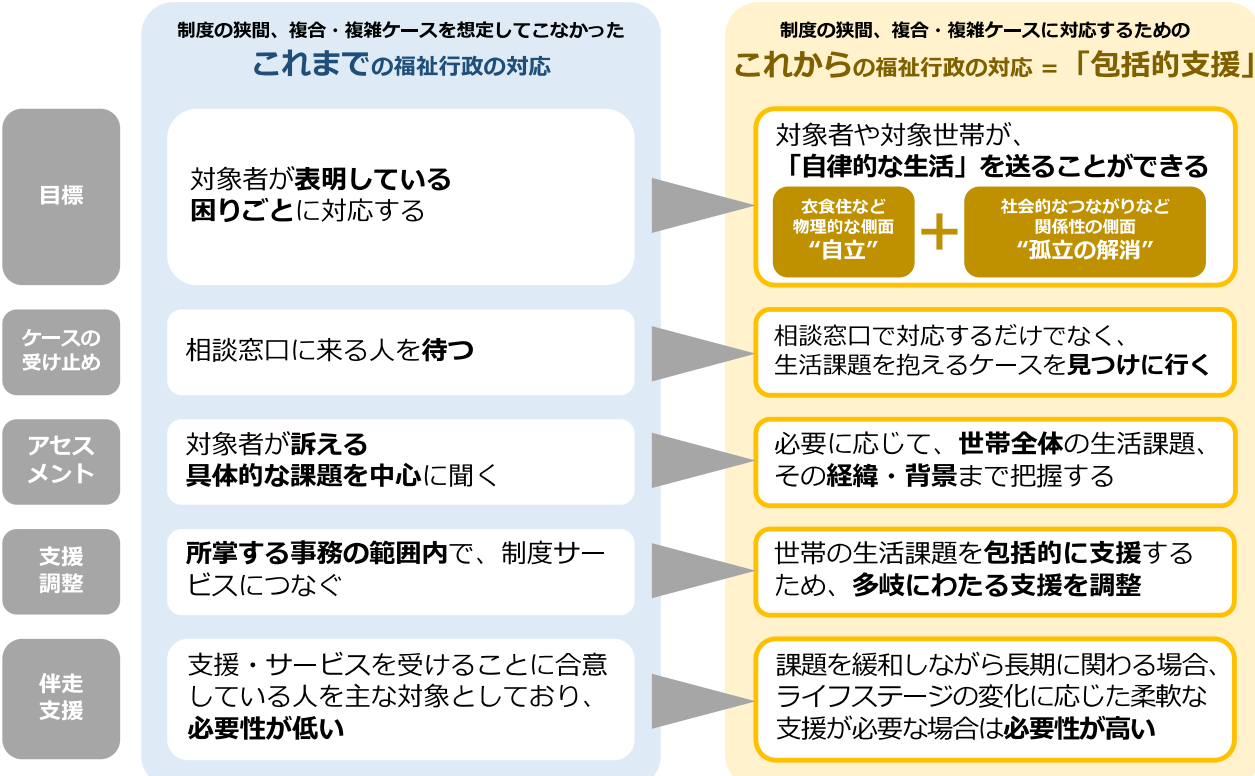 制度の狭間、複合・複雑ケースを想定してこなかった
これまでの福祉行政の対応
制度の狭間、複合・複雑ケースに対応するための
これからの福祉行政の対応 = 「包括的支援」
目標
対象者が表明している
困りごとに対応する
対象者や対象世帯が、
「自律的な生活」を送ることができる
衣食住など
物理的な側面
“自立”
＋
社会的なつながりなど
関係性の側面
“孤立の解消”
ケースの
受け止め
相談窓口に来る人を待つ
相談窓口で対応するだけでなく、
生活課題を抱えるケースを見つけに行く
アセス
メント
対象者が訴える
具体的な課題を中心に聞く
必要に応じて、世帯全体の生活課題、
その経緯・背景まで把握する
支援
調整
所掌する事務の範囲内で、制度サー
ビスにつなぐ
世帯の生活課題を包括的に支援する
ため、多岐にわたる支援を調整
伴走
支援
支援・サービスを受けることに合意
している人を主な対象としており、
必要性が低い
課題を緩和しながら長期に関わる場合、
ライフステージの変化に応じた柔軟な
支援が必要な場合は必要性が高い